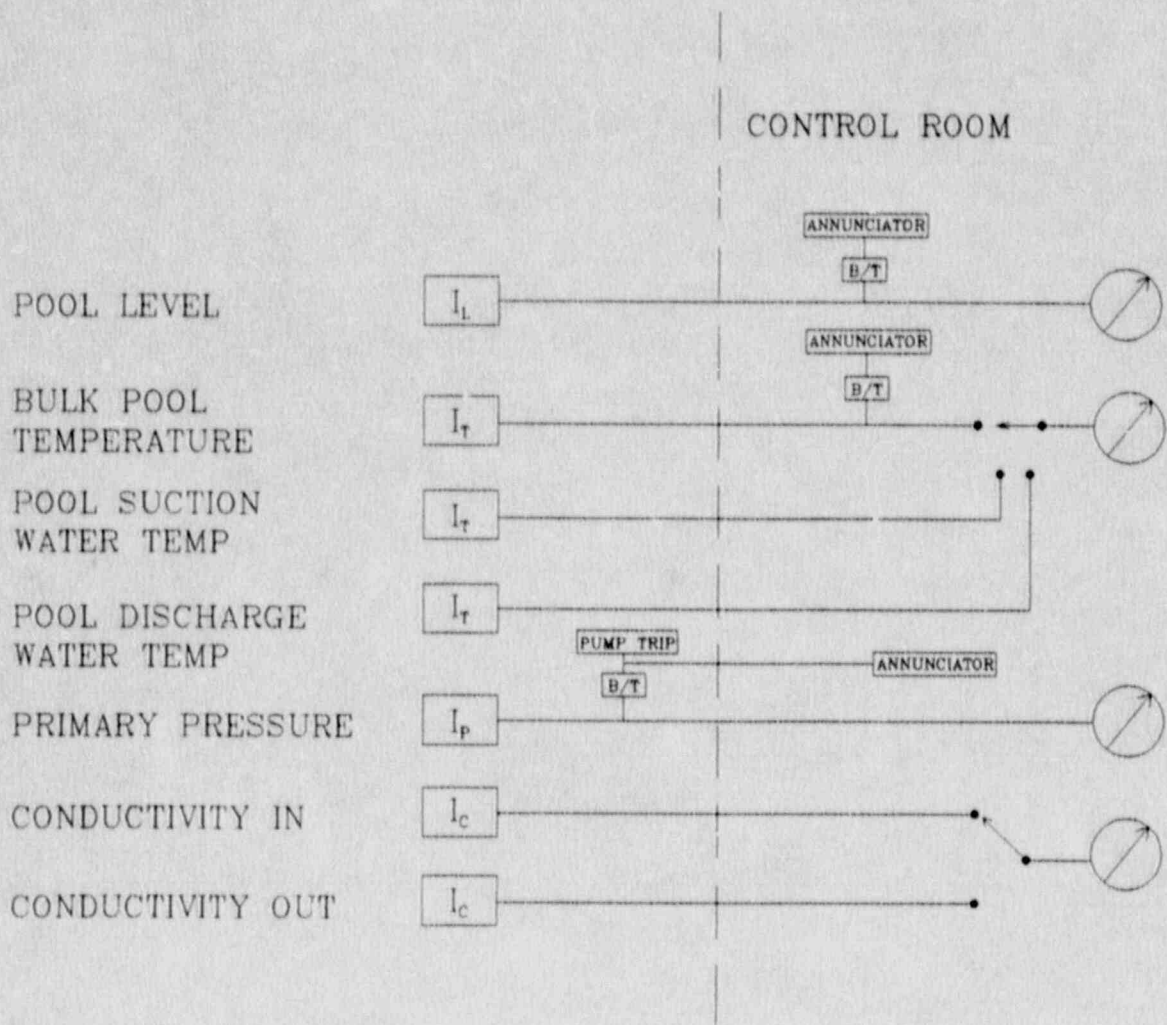 CONTROL ROOM
ANNUNCIATOR
B/T
POOL LEVEL
I_L
ANNUNCIATOR
B/T
BULK POOL
TEMPERATURE
I_T
POOL SUCTION
WATER TEMP
I_T
POOL DISCHARGE
WATER TEMP
I_T
PUMP TRIP
ANNUNCIATOR
B/T
PRIMARY PRESSURE
I_P
CONDUCTIVITY IN
I_C
CONDUCTIVITY OUT
I_C